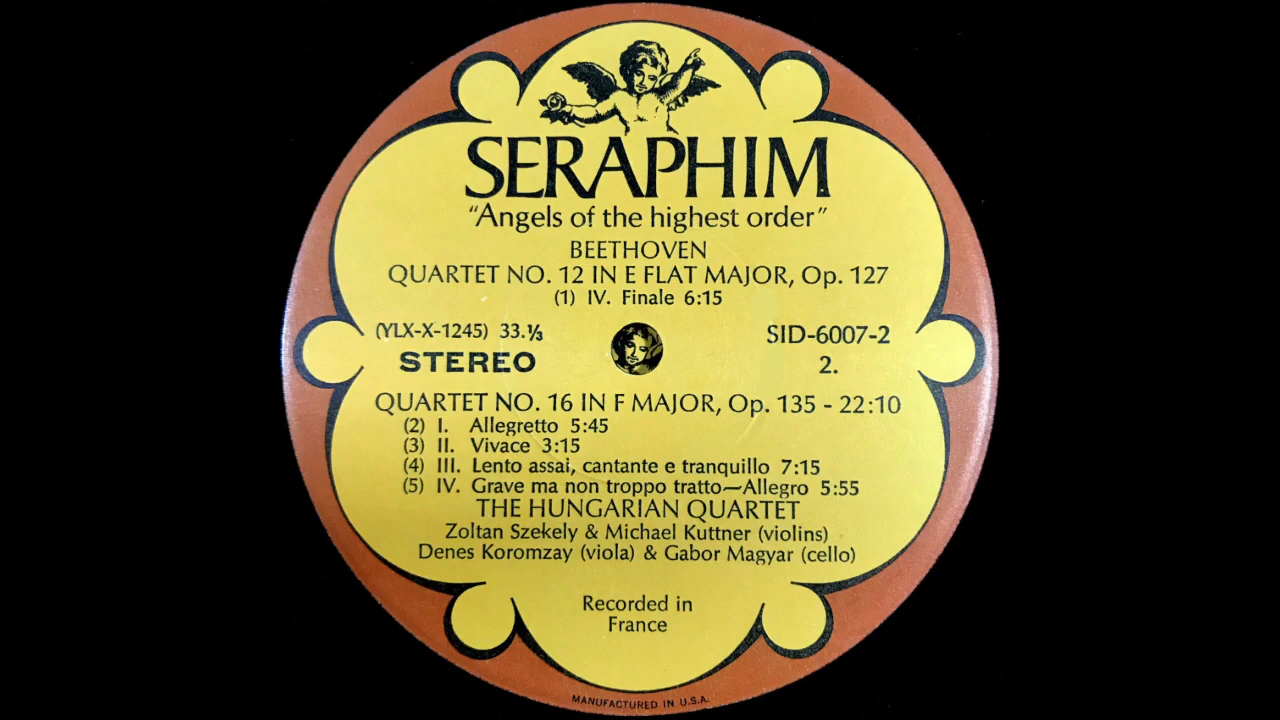 SERAPHIM
“Angels of the highest order”
BEETHOVEN
QUARTET NO. 12 IN E FLAT MAJOR, Op. 127
(1) IV. Finale 6:15
(YLX-X-1245) 33.⅓
STEREO
SID-6007-2
2.
QUARTET NO. 16 IN F MAJOR, Op. 135 - 22:10
(2) I. Allegretto 5:45
(3) II. Vivace 3:15
(4) III. Lento assai, cantante e tranquillo 7:15
(5) IV. Grave ma non troppo tratto—Allegro 5:55
THE HUNGARIAN QUARTET
Zoltan Szekely & Michael Kuttner (violins)
Denes Koromzay (viola) & Gabor Magyar (cello)
Recorded in
France
MANUFACTURED IN U.S.A.